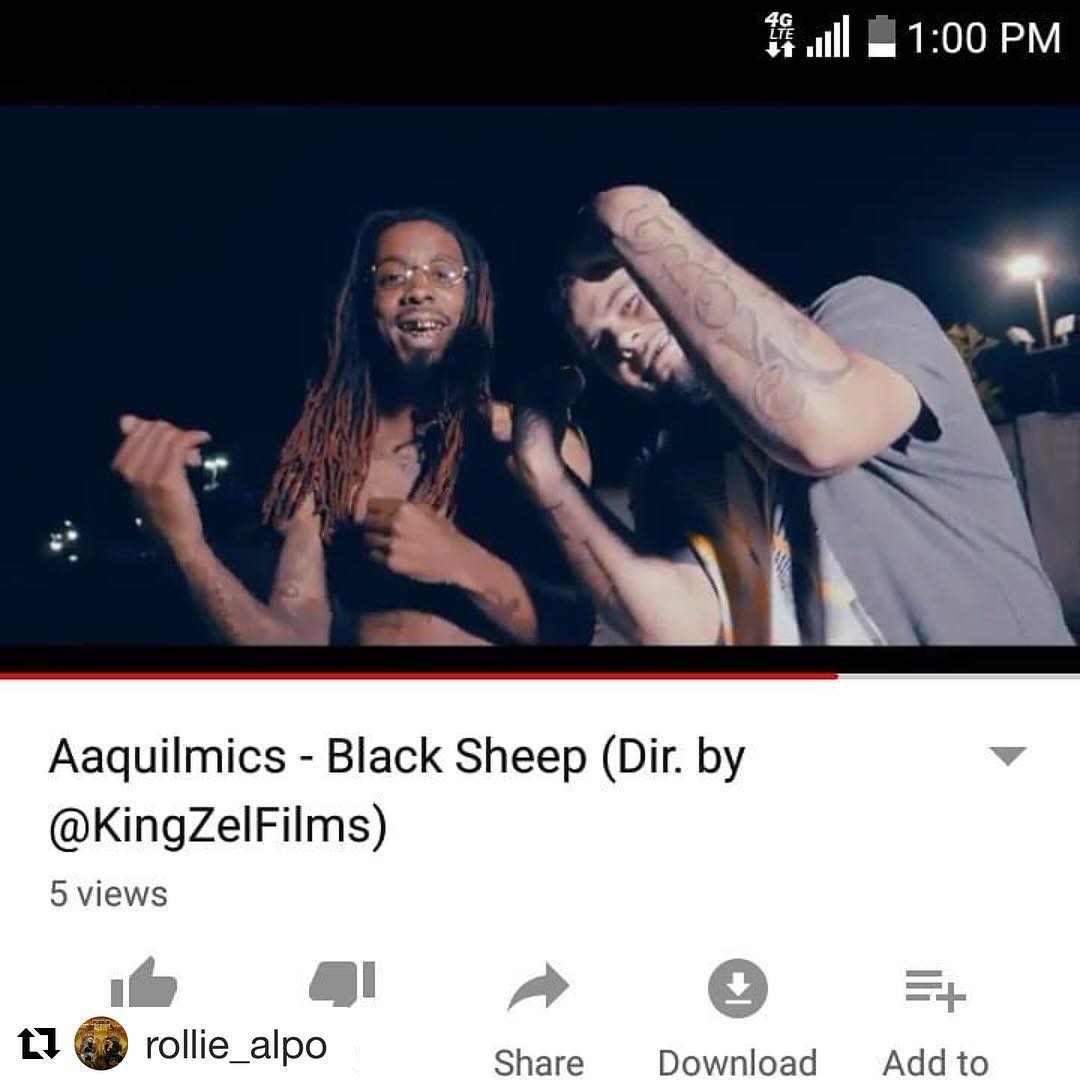 4G
LTE
1:00 PM
Aaquilmics - Black Sheep (Dir. by
@KingZelFilms)
5 views
rollie_alpo
Share
Download
Add to